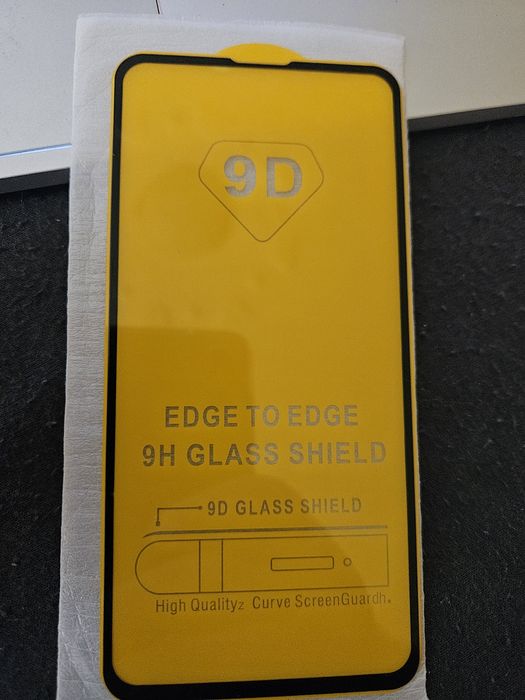 9D
EDGE TO EDGE
9H GLASS SHIELD
9D GLASS SHIELD
High Qualityz Curve ScreenGuardh.